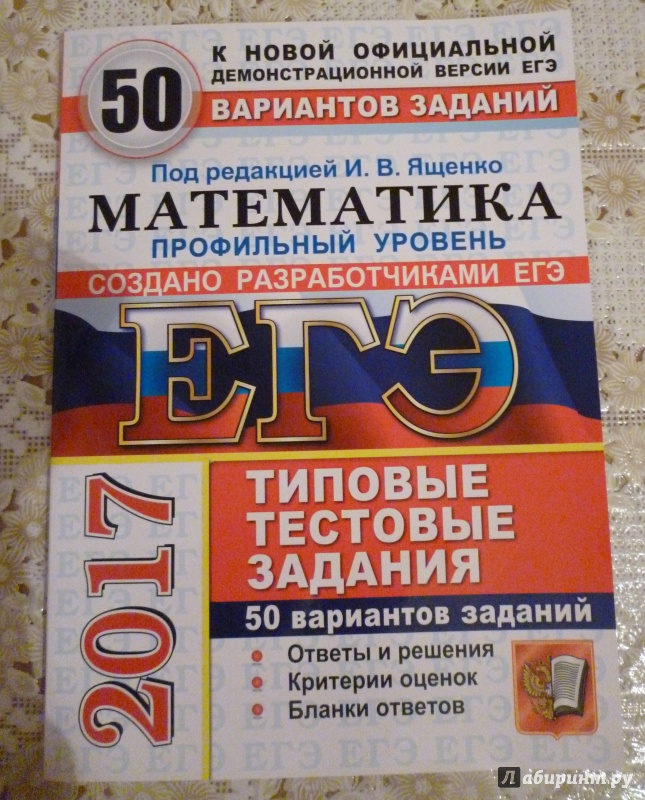 50
К НОВОЙ ОФИЦИАЛЬНОЙ
ДЕМОНСТРАЦИОННОЙ ВЕРСИИ ЕГЭ
ВАРИАНТОВ ЗАДАНИЙ
Под редакцией И. В. Ященко
МАТЕМАТИКА
ПРОФИЛЬНЫЙ УРОВЕНЬ
СОЗДАНО РАЗРАБОТЧИКАМИ ЕГЭ
ЕГЭ
2017
ТИПОВЫЕ
ТЕСТОВЫЕ
ЗАДАНИЯ
50 вариантов заданий
• Ответы и решения
• Критерии оценок
• Бланки ответов
Лабиринт.ру